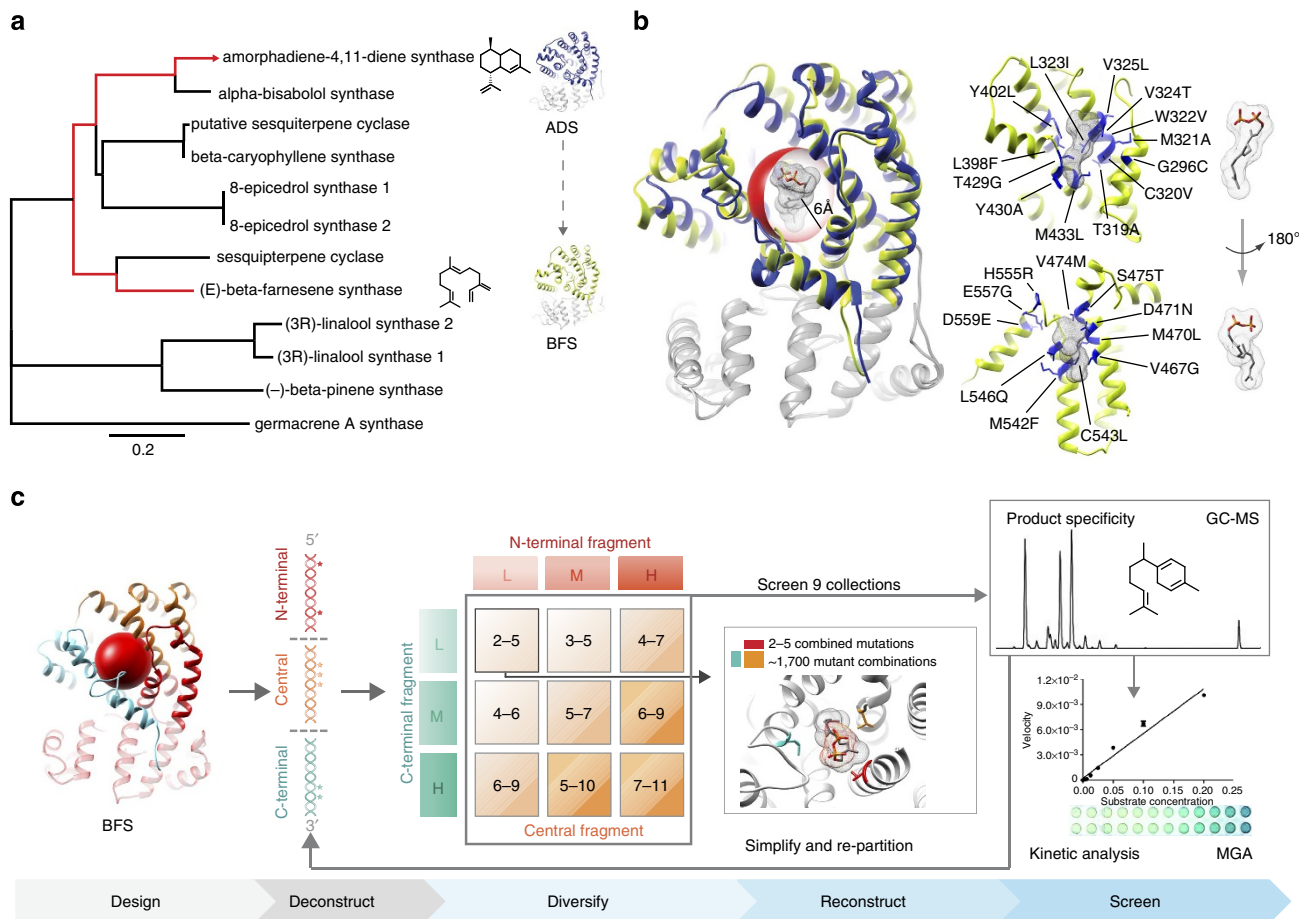 a
amorphadiene-4,11-diene synthase
alpha-bisabolol synthase
putative sesquiterpene cyclase
beta-caryophyllene synthase
8-epicedrol synthase 1
8-epicedrol synthase 2
sesquipterpene cyclase
(E)-beta-farnesene synthase
(3R)-linalool synthase 2
(3R)-linalool synthase 1
(–)-beta-pinene synthase
germacrene A synthase
0.2
ADS
BFS
b
6Å
L323I
V325L
Y402L
V324T
W322V
M321A
L398F
G296C
T429G
C320V
Y430A
T319A
M433L
180°
V474M
H555R
S475T
E557G
D471N
D559E
M470L
V467G
L546Q
M542F
C543L
c
BFS
5′
N-terminal
Central
C-terminal
3′
N-terminal fragment
L M H
C-terminal fragment
L
2–5 3–5 4–7
M
4–6 5–7 6–9
H
6–9 5–10 7–11
Central fragment
Screen 9 collections
2–5 combined mutations
~1,700 mutant combinations
Simplify and re-partition
Product specificity GC-MS
Velocity
1.2×10⁻²
9.0×10⁻³
6.0×10⁻³
3.0×10⁻³
0
0.00 0.05 0.10 0.15 0.20 0.25
Substrate concentration
Kinetic analysis MGA
Design Deconstruct Diversify Reconstruct Screen